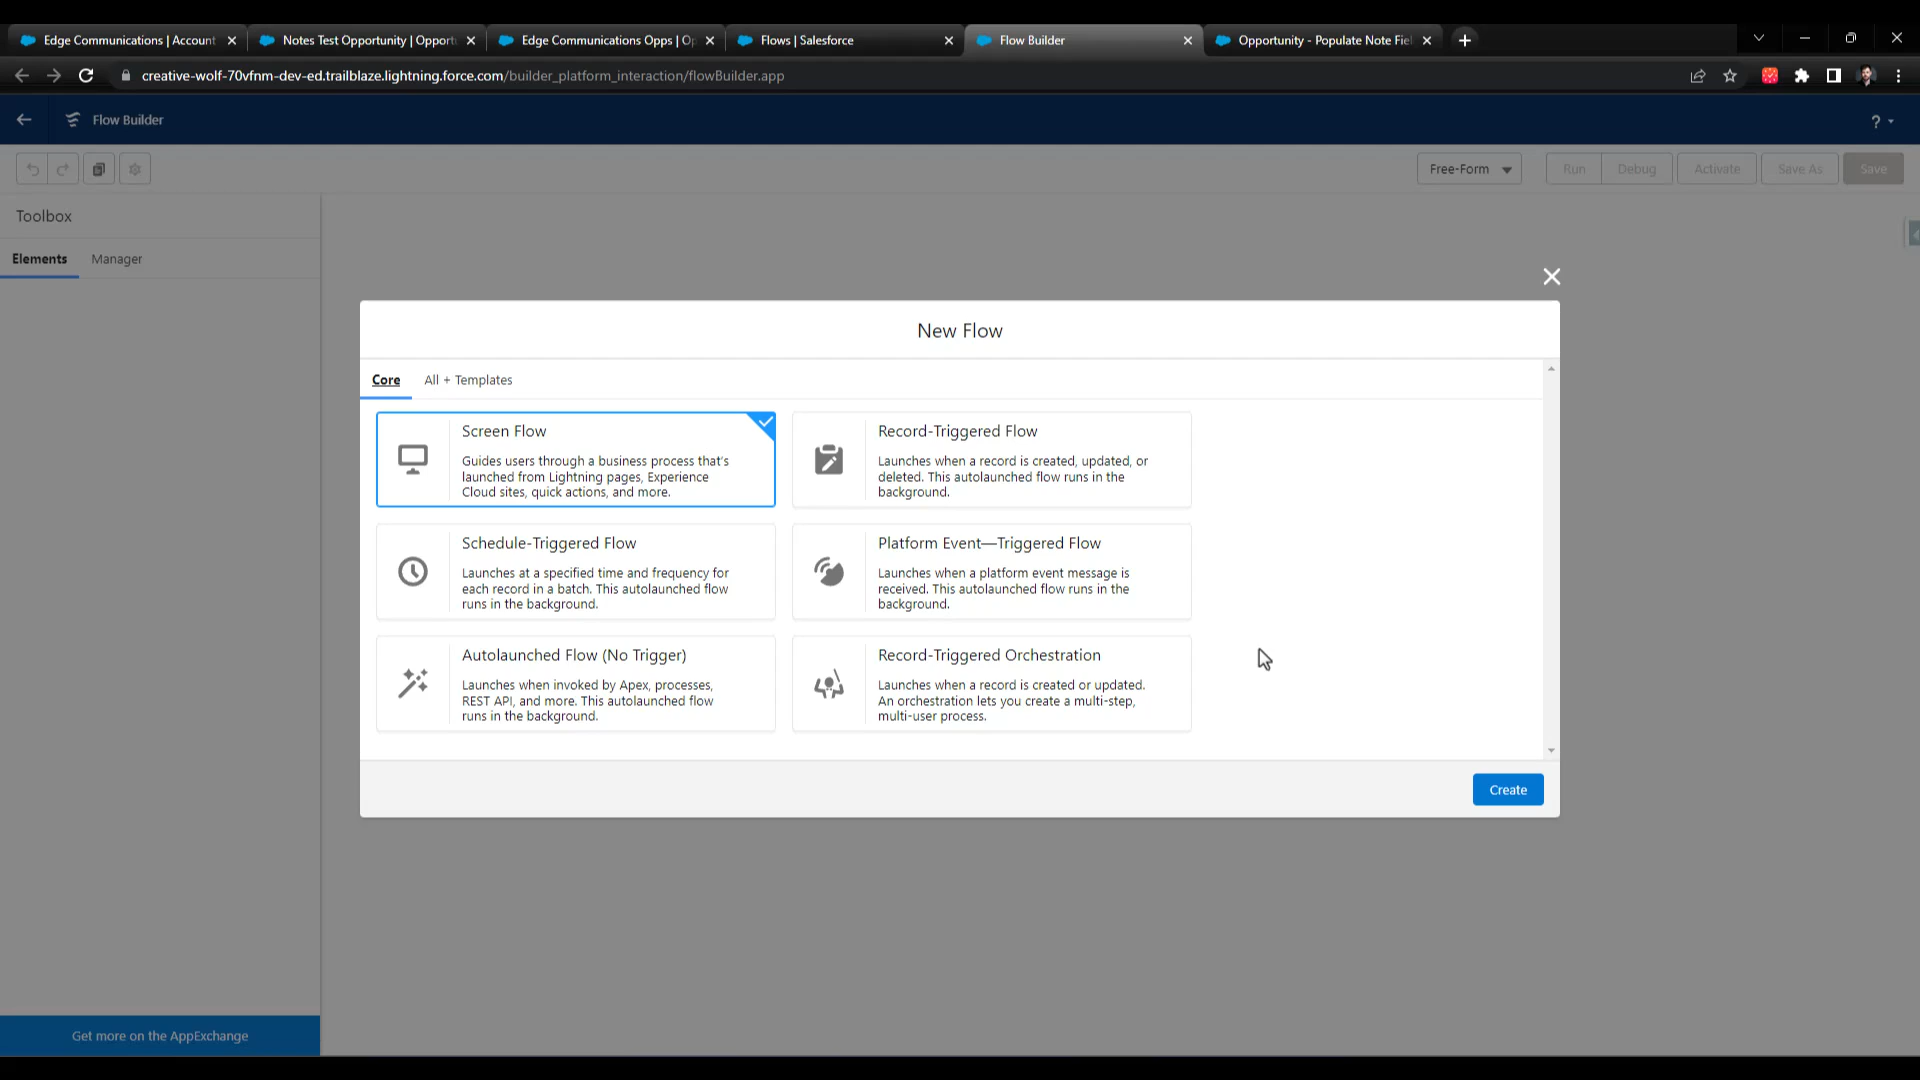 Edge Communications | Account
Notes Test Opportunity | Opport
Edge Communications Opps | Op
Flows | Salesforce
Flow Builder
Opportunity - Populate Note Fiel
creative-wolf-70vfnm-dev-ed.trailblaze.lightning.force.com/builder_platform_interaction/flowBuilder.app
Flow Builder
?
Free-Form
Run
Debug
Activate
Save As
Save
Toolbox
Elements
Manager
New Flow
Core
All + Templates
Screen Flow
Guides users through a business process that's
launched from Lightning pages, Experience
Cloud sites, quick actions, and more.
Record-Triggered Flow
Launches when a record is created, updated, or
deleted. This autolaunched flow runs in the
background.
Schedule-Triggered Flow
Launches at a specified time and frequency for
each record in a batch. This autolaunched flow
runs in the background.
Platform Event—Triggered Flow
Launches when a platform event message is
received. This autolaunched flow runs in the
background.
Autolaunched Flow (No Trigger)
Launches when invoked by Apex, processes,
REST API, and more. This autolaunched flow
runs in the background.
Record-Triggered Orchestration
Launches when a record is created or updated.
An orchestration lets you create a multi-step,
multi-user process.
Create
Get more on the AppExchange